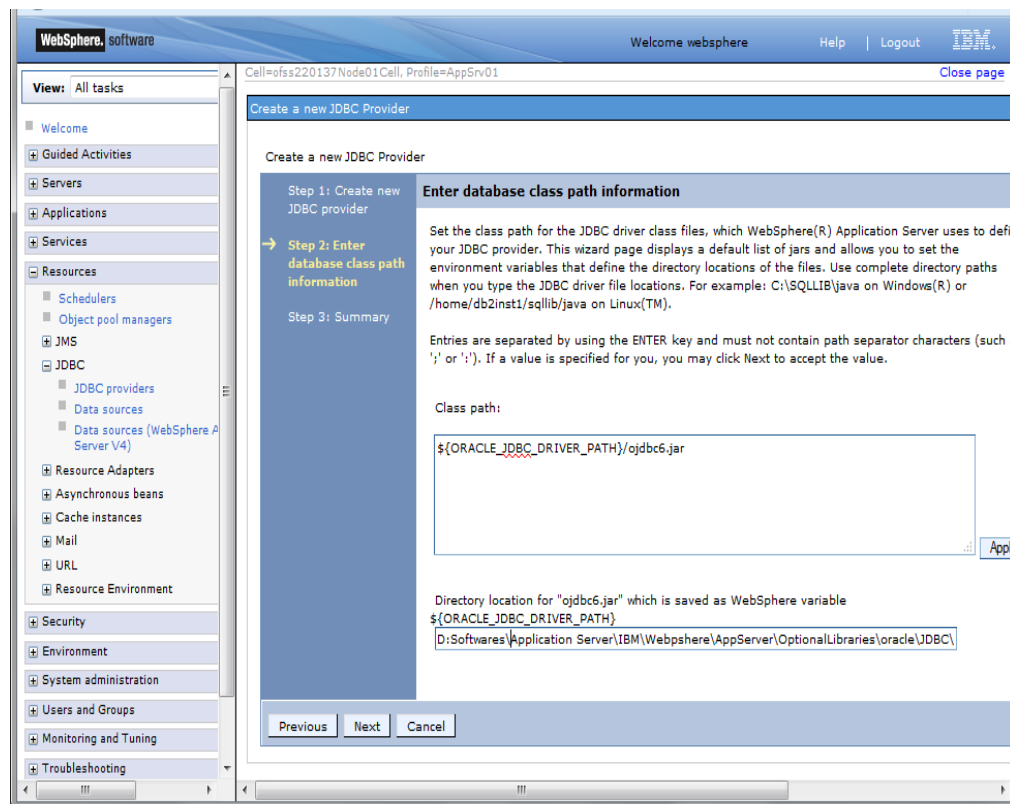 WebSphere. software
Welcome websphere
Help | Logout
IBM.
View: All tasks
Cell=ofss220137Node01Cell, Profile=AppSrv01
Close page
Welcome
Guided Activities
Servers
Applications
Services
Resources
Schedulers
Object pool managers
JMS
JDBC
JDBC providers
Data sources
Data sources (WebSphere A
Server V4)
Resource Adapters
Asynchronous beans
Cache instances
Mail
URL
Resource Environment
Security
Environment
System administration
Users and Groups
Monitoring and Tuning
Troubleshooting
Create a new JDBC Provider
Create a new JDBC Provider
Step 1: Create new
JDBC provider
Step 2: Enter
database class path
information
Step 3: Summary
Enter database class path information
Set the class path for the JDBC driver class files, which WebSphere(R) Application Server uses to defi
your JDBC provider. This wizard page displays a default list of jars and allows you to set the
environment variables that define the directory locations of the files. Use complete directory paths
when you type the JDBC driver file locations. For example: C:\SQLLIB\java on Windows(R) or
/home/db2inst1/sqllib/java on Linux(TM).
Entries are separated by using the ENTER key and must not contain path separator characters (such
';' or ':'). If a value is specified for you, you may click Next to accept the value.
Class path:
${ORACLE_JDBC_DRIVER_PATH}/ojdbc6.jar
Appl
Directory location for "ojdbc6.jar" which is saved as WebSphere variable
${ORACLE_JDBC_DRIVER_PATH}
D:Softwares\Application Server\IBM\Webpshere\AppServer\OptionalLibraries\oracle\JDBC\
Previous
Next
Cancel